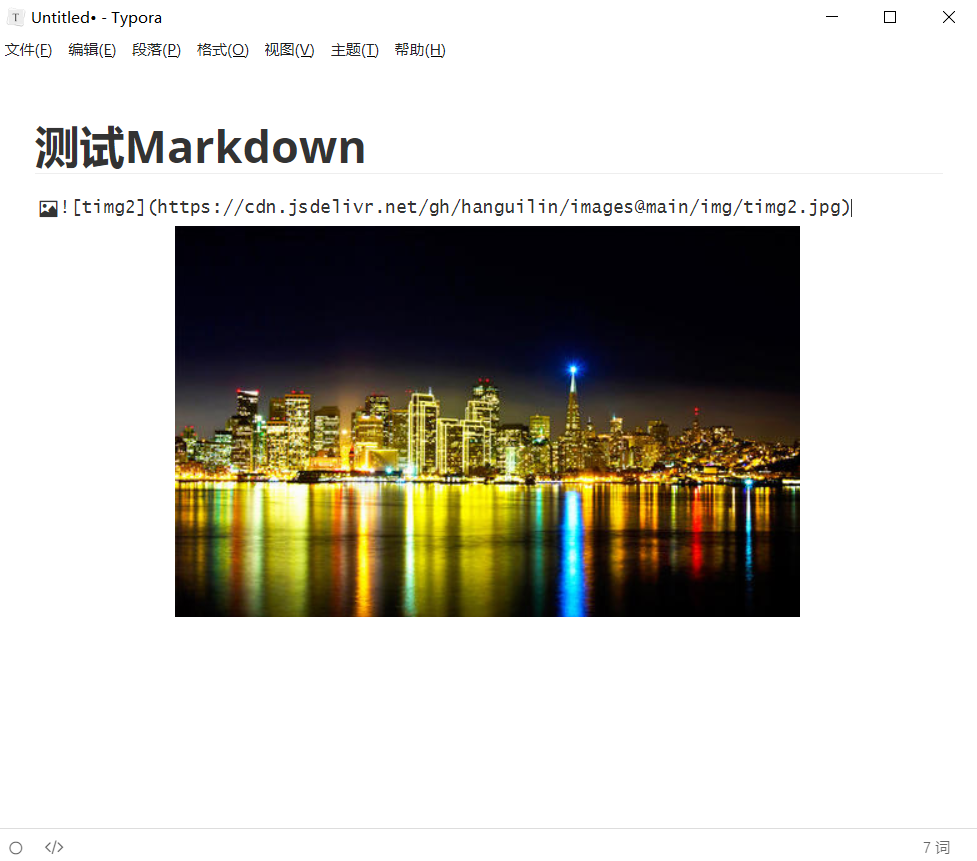 Untitled• - Typora
文件(F) 编辑(E) 段落(P) 格式(O) 视图(V) 主题(T) 帮助(H)
测试Markdown
![timg2](https://cdn.jsdelivr.net/gh/hanguilin/images@main/img/timg2.jpg)
</> 7 词